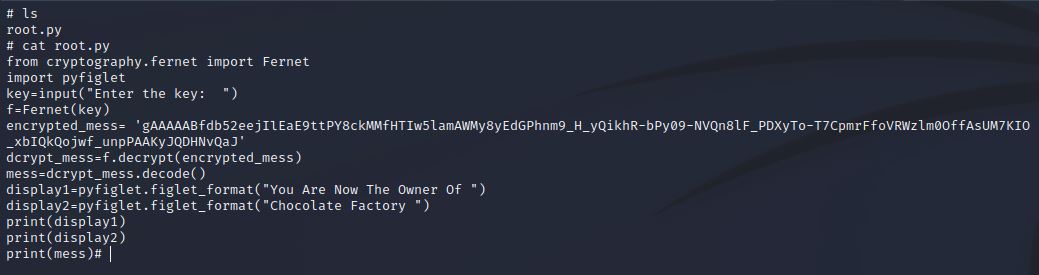 # ls
root.py
# cat root.py
from cryptography.fernet import Fernet
import pyfiglet
key=input("Enter the key:  ")
f=Fernet(key)
encrypted_mess= 'gAAAAABfdb52eejIlEaE9ttPY8ckMMfHTIw5lamAWMy8yEdGPhnm9_H_yQikhR-bPy09-NVQn8lF_PDXyTo-T7CpmrFfoVRWzlm0OffAsUM7KIO
_xbIQkQojwf_unpPAAKyJQDHNvQaJ'
dcrypt_mess=f.decrypt(encrypted_mess)
mess=dcrypt_mess.decode()
display1=pyfiglet.figlet_format("You Are Now The Owner Of ")
display2=pyfiglet.figlet_format("Chocolate Factory ")
print(display1)
print(display2)
print(mess)#